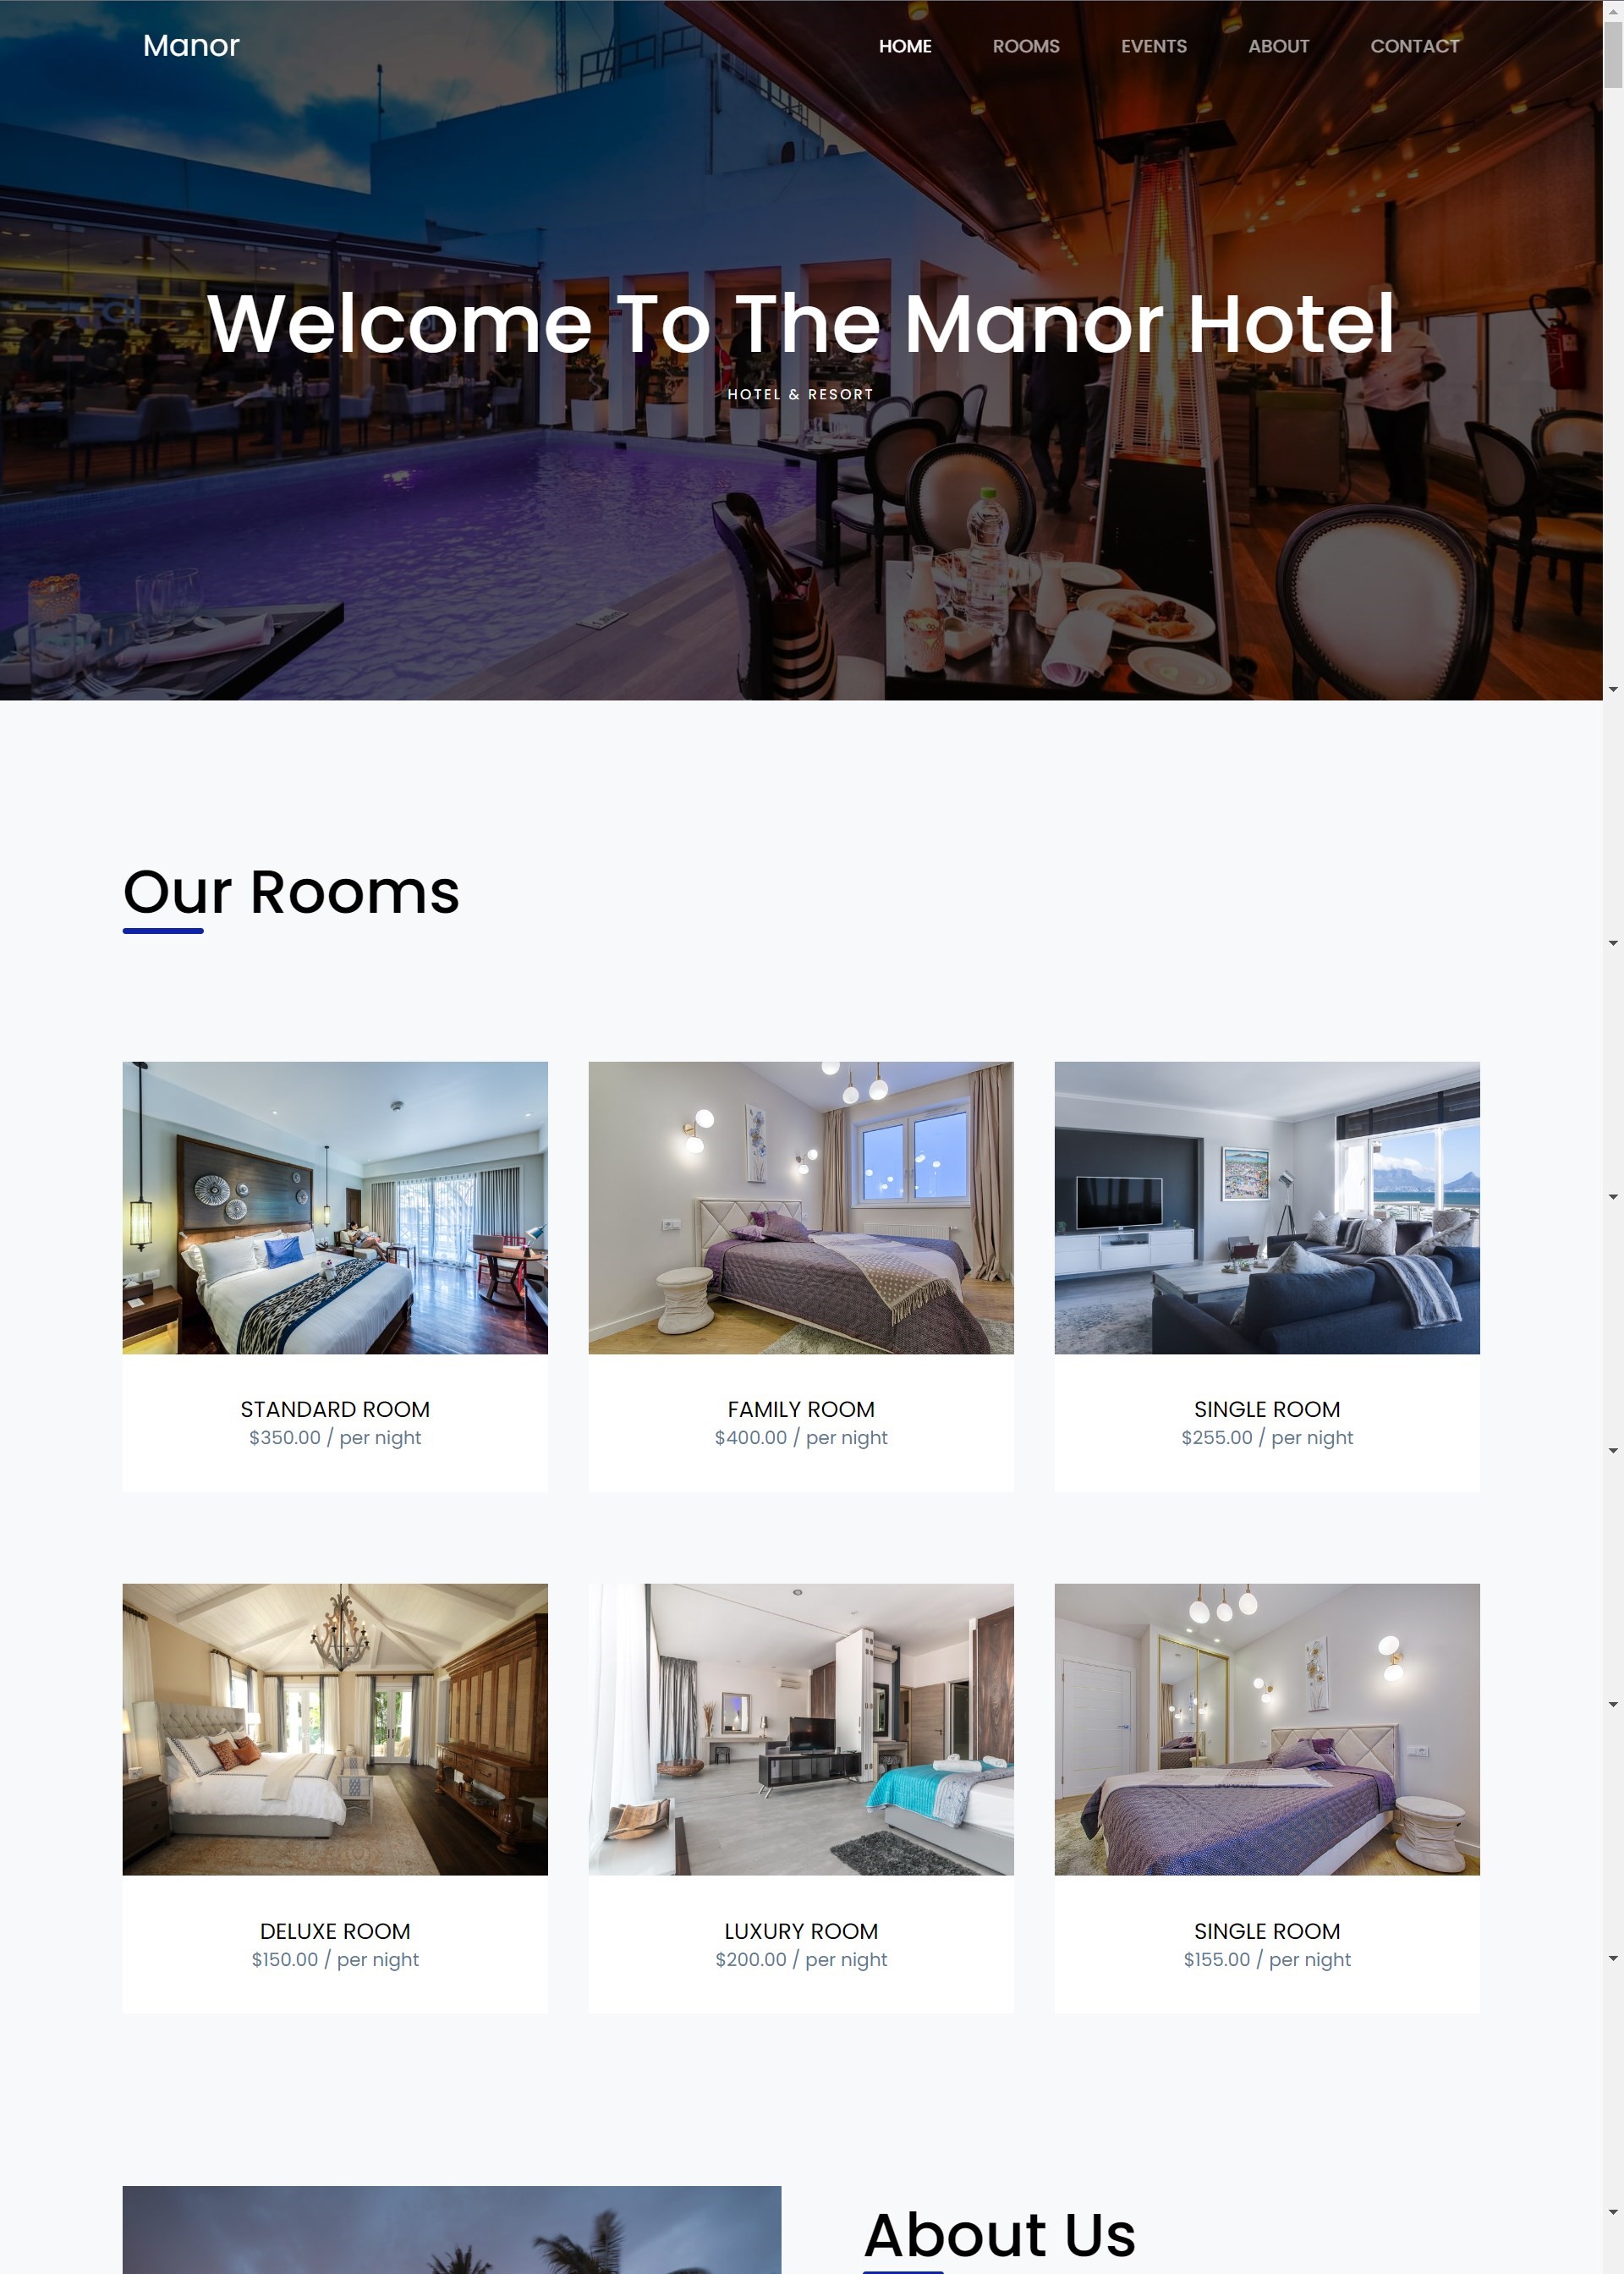 Manor
HOME ROOMS EVENTS ABOUT CONTACT
Welcome To The Manor Hotel
HOTEL & RESORT
Our Rooms
STANDARD ROOM
$350.00 / per night
FAMILY ROOM
$400.00 / per night
SINGLE ROOM
$255.00 / per night
DELUXE ROOM
$150.00 / per night
LUXURY ROOM
$200.00 / per night
SINGLE ROOM
$155.00 / per night
About Us